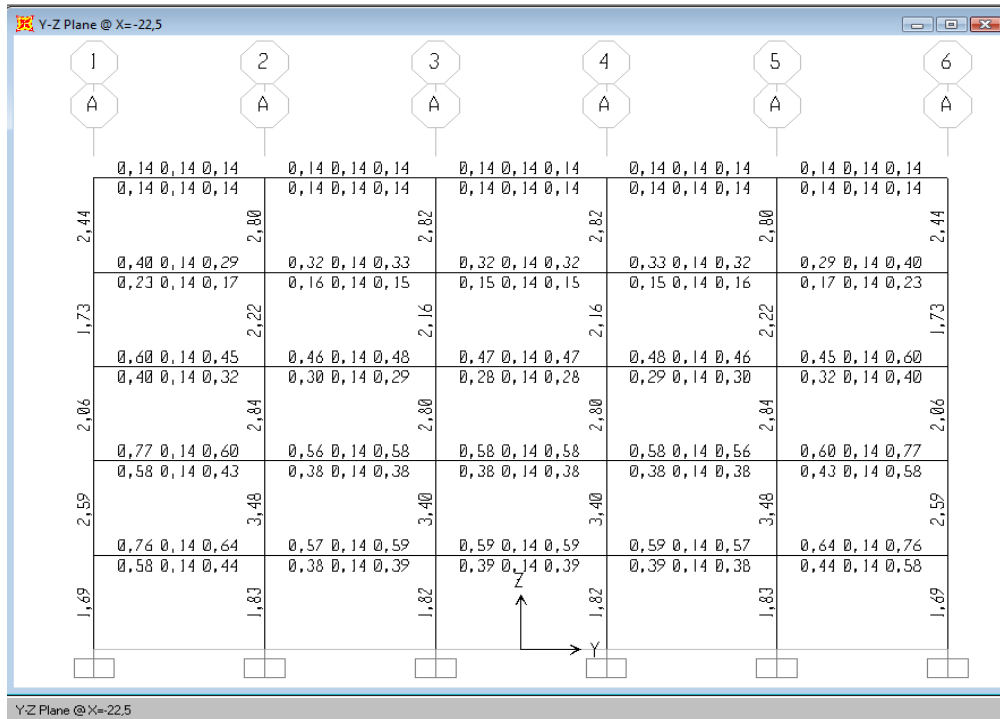 Y-Z Plane @ X=-22,5
1 2 3 4 5 6
A A A A A A
0,14 0,14 0,14 0,14 0,14 0,14 0,14 0,14 0,14 0,14 0,14 0,14 0,14 0,14 0,14
0,14 0,14 0,14 0,14 0,14 0,14 0,14 0,14 0,14 0,14 0,14 0,14 0,14 0,14 0,14
2,44 2,80 2,82 2,82 2,80 2,44
0,40 0,14 0,29 0,32 0,14 0,33 0,32 0,14 0,32 0,33 0,14 0,32 0,29 0,14 0,40
0,23 0,14 0,17 0,16 0,14 0,15 0,15 0,14 0,15 0,15 0,14 0,16 0,17 0,14 0,23
1,73 2,22 2,16 2,16 2,22 1,73
0,60 0,14 0,45 0,46 0,14 0,48 0,47 0,14 0,47 0,48 0,14 0,46 0,45 0,14 0,60
0,40 0,14 0,32 0,30 0,14 0,29 0,28 0,14 0,28 0,29 0,14 0,30 0,32 0,14 0,40
2,06 2,84 2,80 2,80 2,84 2,06
0,77 0,14 0,60 0,56 0,14 0,58 0,58 0,14 0,58 0,58 0,14 0,56 0,60 0,14 0,77
0,58 0,14 0,43 0,38 0,14 0,38 0,38 0,14 0,38 0,38 0,14 0,38 0,43 0,14 0,58
2,59 3,48 3,40 3,40 3,48 2,59
0,76 0,14 0,64 0,57 0,14 0,59 0,59 0,14 0,59 0,59 0,14 0,57 0,64 0,14 0,76
0,58 0,14 0,44 0,38 0,14 0,39 0,39 0,14 0,39 0,39 0,14 0,38 0,44 0,14 0,58
Z
1,69 1,83 1,82 1,82 1,83 1,69
Y
Y-Z Plane @ X=-22,5